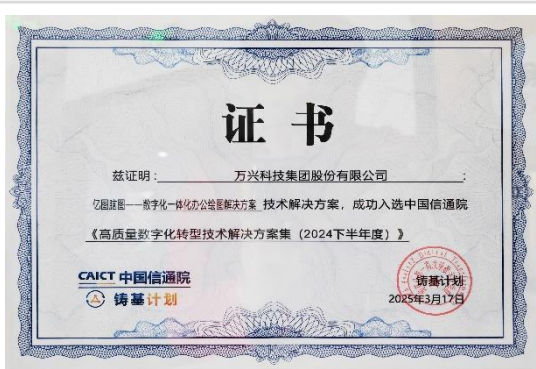 证书
兹证明：万兴科技集团股份有限公司：
亿图脑图——数字化一体化办公绘图解决方案 技术解决方案，成功入选中国信通院
《高质量数字化转型技术解决方案集（2024下半年度）》
CAICT 中国信通院
铸基计划
铸基计划
2025年3月17日